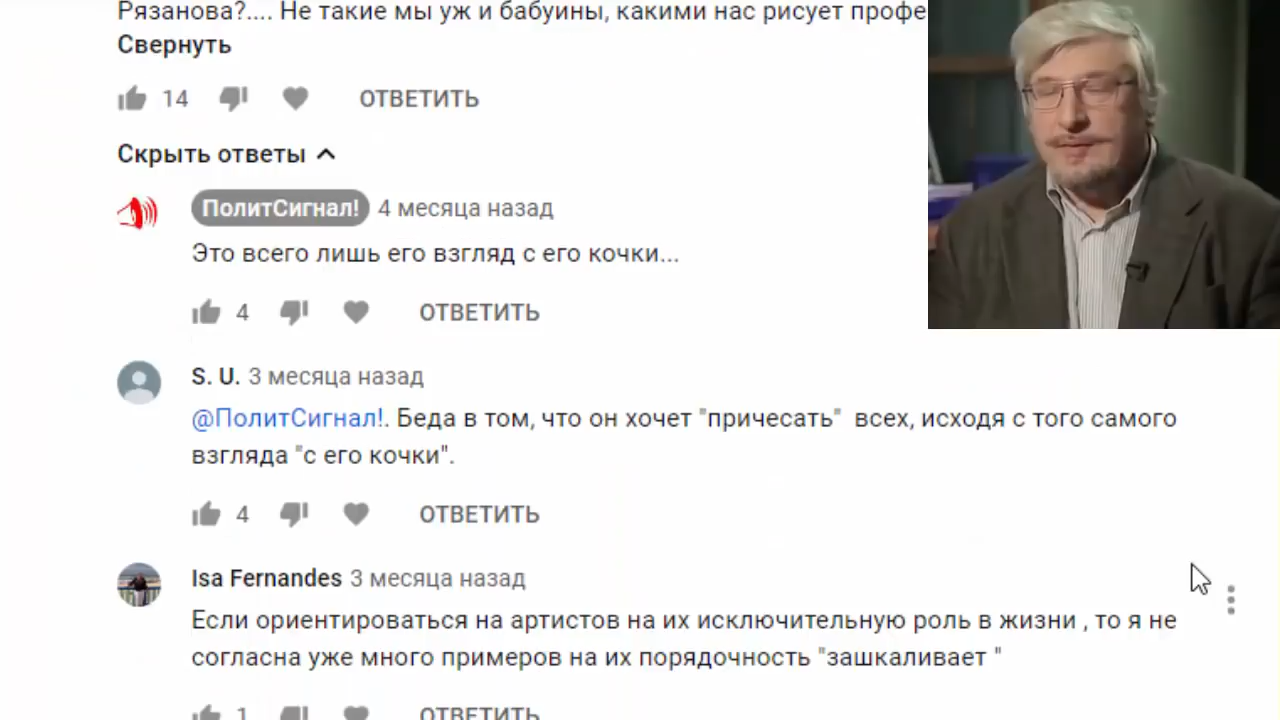 Рязанова?.... Не такие мы уж и бабуины, какими нас рисует профе
Свернуть
14 ОТВЕТИТЬ
Скрыть ответы
ПолитСигнал! 4 месяца назад
Это всего лишь его взгляд с его кочки...
4 ОТВЕТИТЬ
S. U. 3 месяца назад
@ПолитСигнал!. Беда в том, что он хочет "причесать" всех, исходя с того самого
взгляда "с его кочки".
4 ОТВЕТИТЬ
Isa Fernandes 3 месяца назад
Если ориентироваться на артистов на их исключительную роль в жизни , то я не
согласна уже много примеров на их порядочность "зашкаливает "
1 ОТВЕТИТЬ